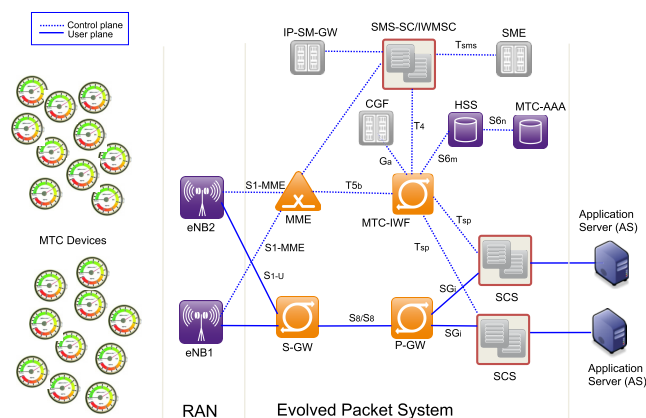 Control plane
User plane
IP-SM-GW
SMS-SC/IWMSC
SME
Tsms
CGF
HSS
MTC-AAA
T4
S6n
Ga
S6m
S1-MME
T5b
MME
MTC-IWF
eNB2
Tsp
Application
Server (AS)
MTC Devices
S1-MME
Tsp
S1-U
SCS
SGi
S8/S8
eNB1
S-GW
P-GW
SGi
SCS
Application
Server (AS)
RAN
Evolved Packet System